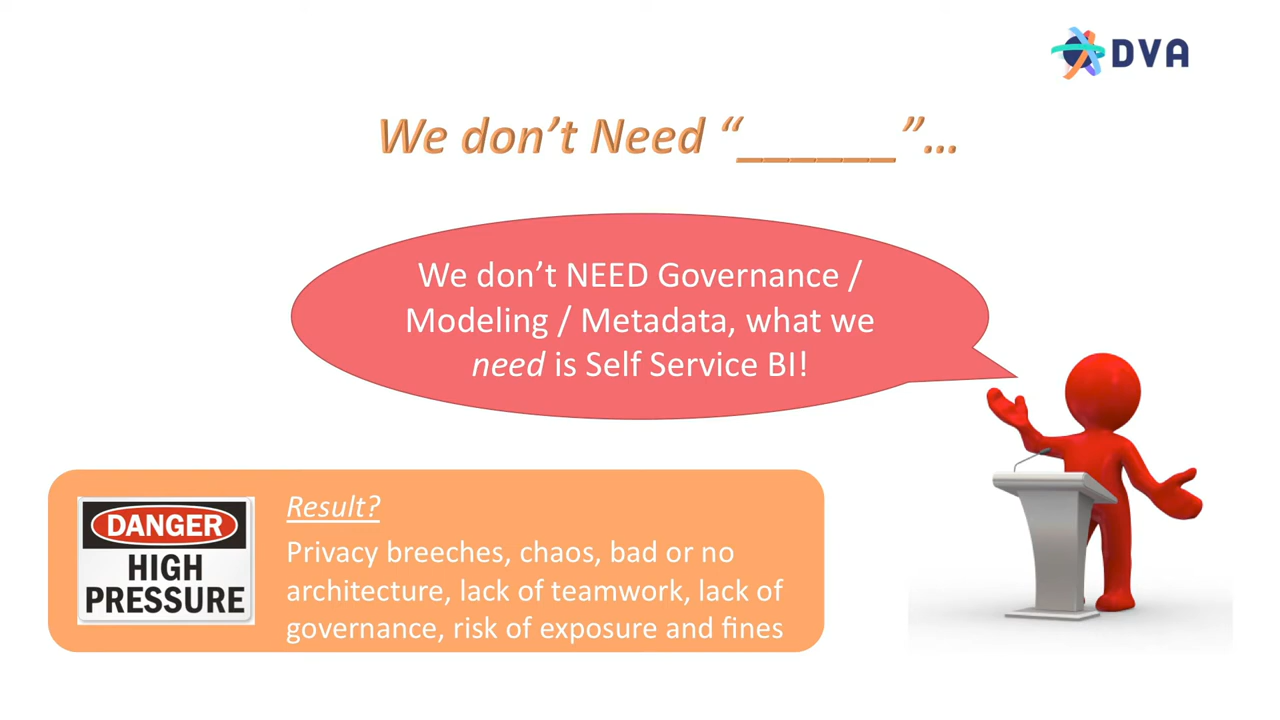 DVA
We don’t Need “______”...
We don’t NEED Governance /
Modeling / Metadata, what we
need is Self Service BI!
DANGER
HIGH
PRESSURE
Result?
Privacy breeches, chaos, bad or no
architecture, lack of teamwork, lack of
governance, risk of exposure and fines